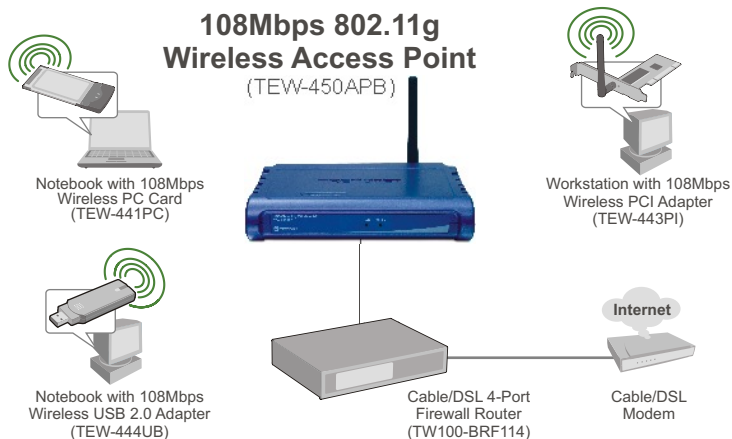 108Mbps 802.11g
Wireless Access Point
(TEW-450APB)
Notebook with 108Mbps
Wireless PC Card
(TEW-441PC)
Workstation with 108Mbps
Wireless PCI Adapter
(TEW-443PI)
Notebook with 108Mbps
Wireless USB 2.0 Adapter
(TEW-444UB)
Cable/DSL 4-Port
Firewall Router
(TW100-BRF114)
Internet
Cable/DSL
Modem